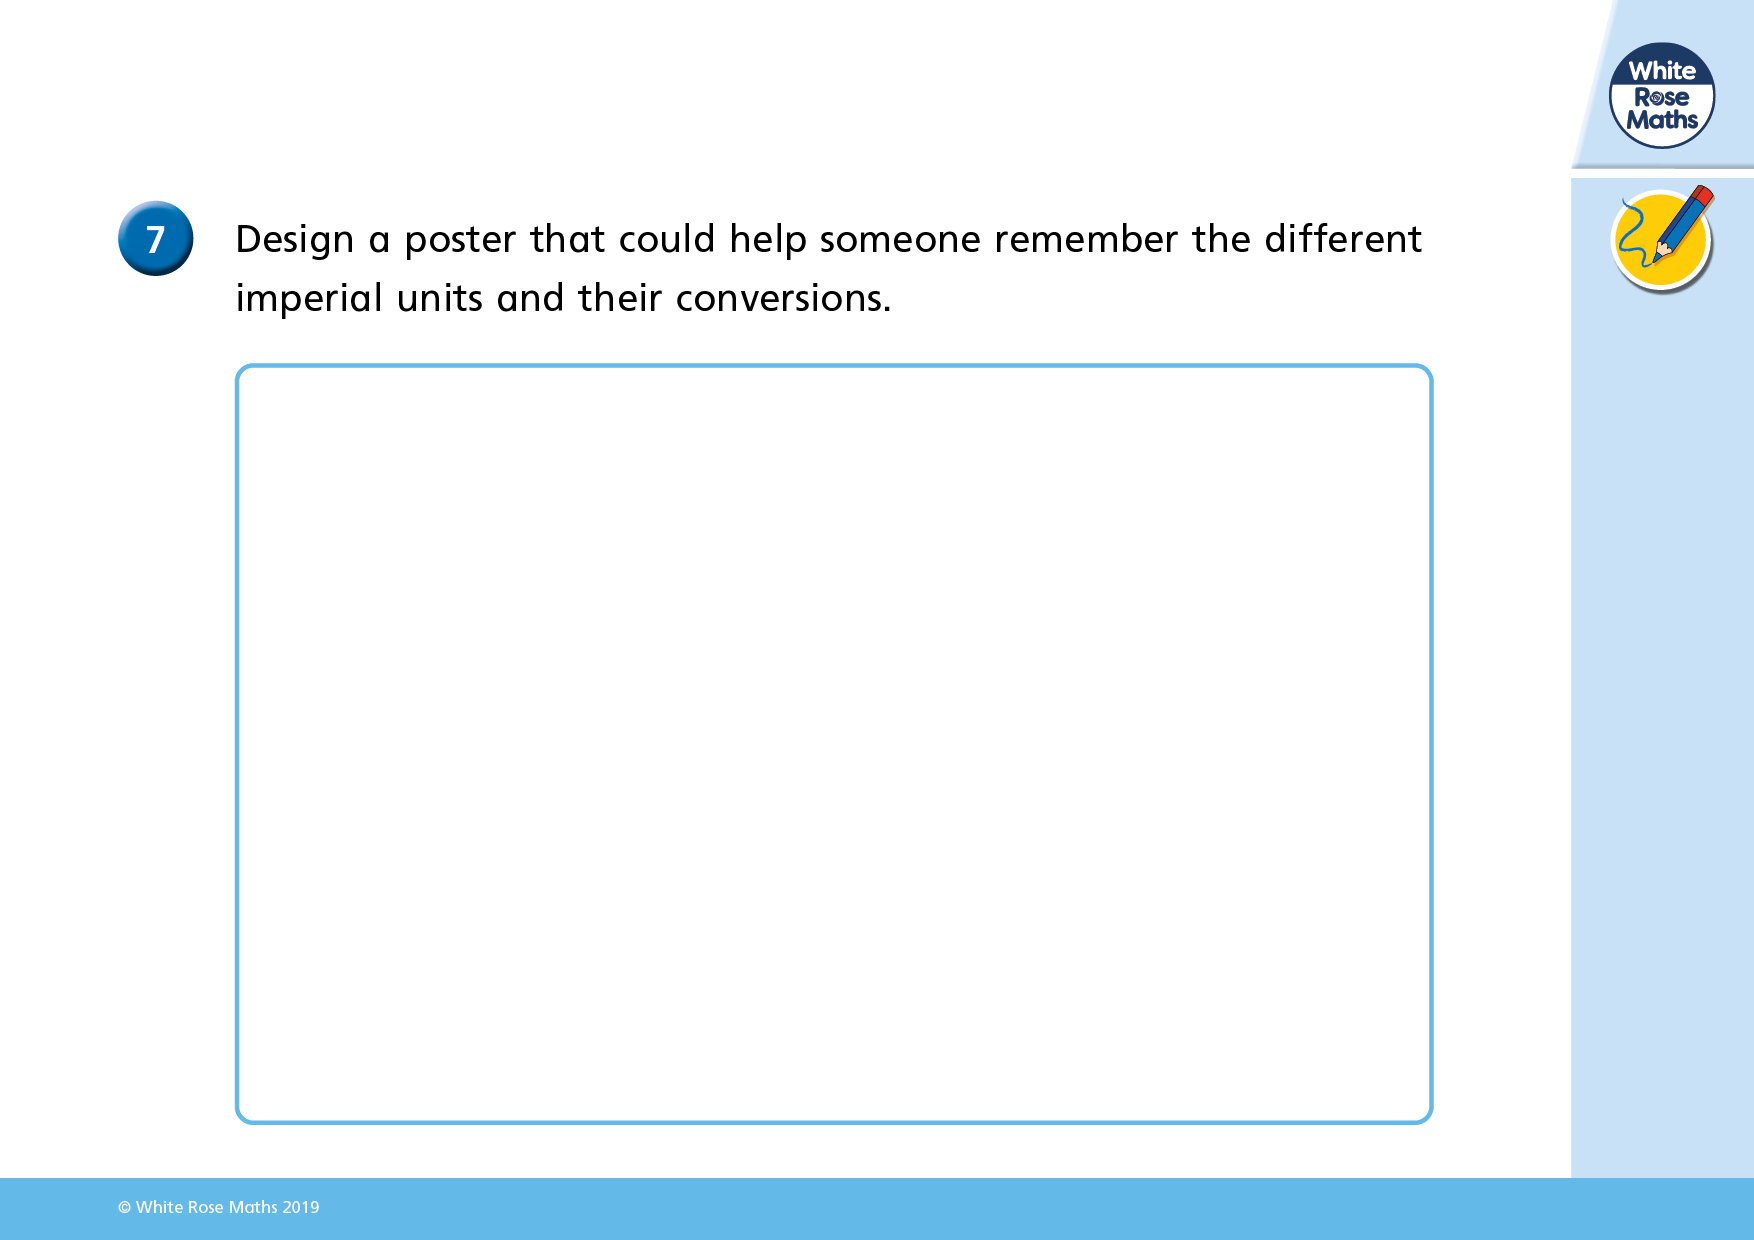 White
Rose
Maths
7
Design a poster that could help someone remember the different
imperial units and their conversions.
© White Rose Maths 2019